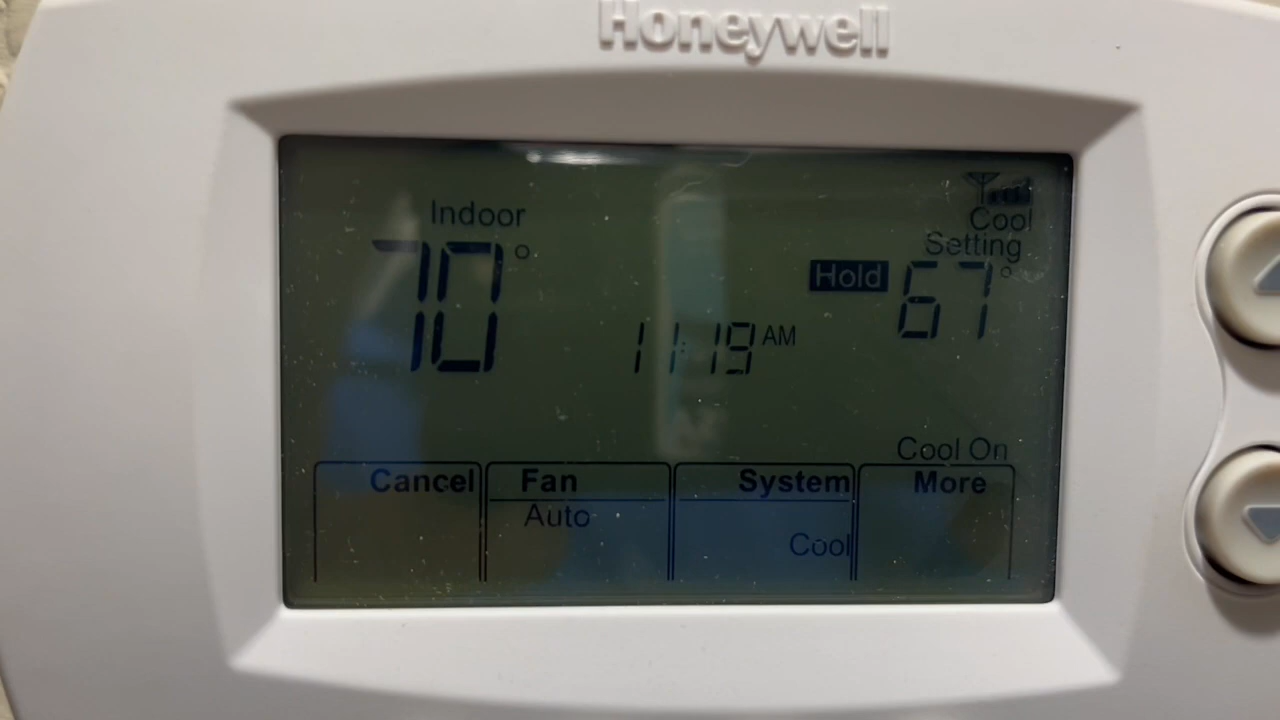 Honeywell
Indoor
70°
Cool
Setting
Hold 67°
11:19 AM
Cool On
Cancel Fan System More
Auto
Cool